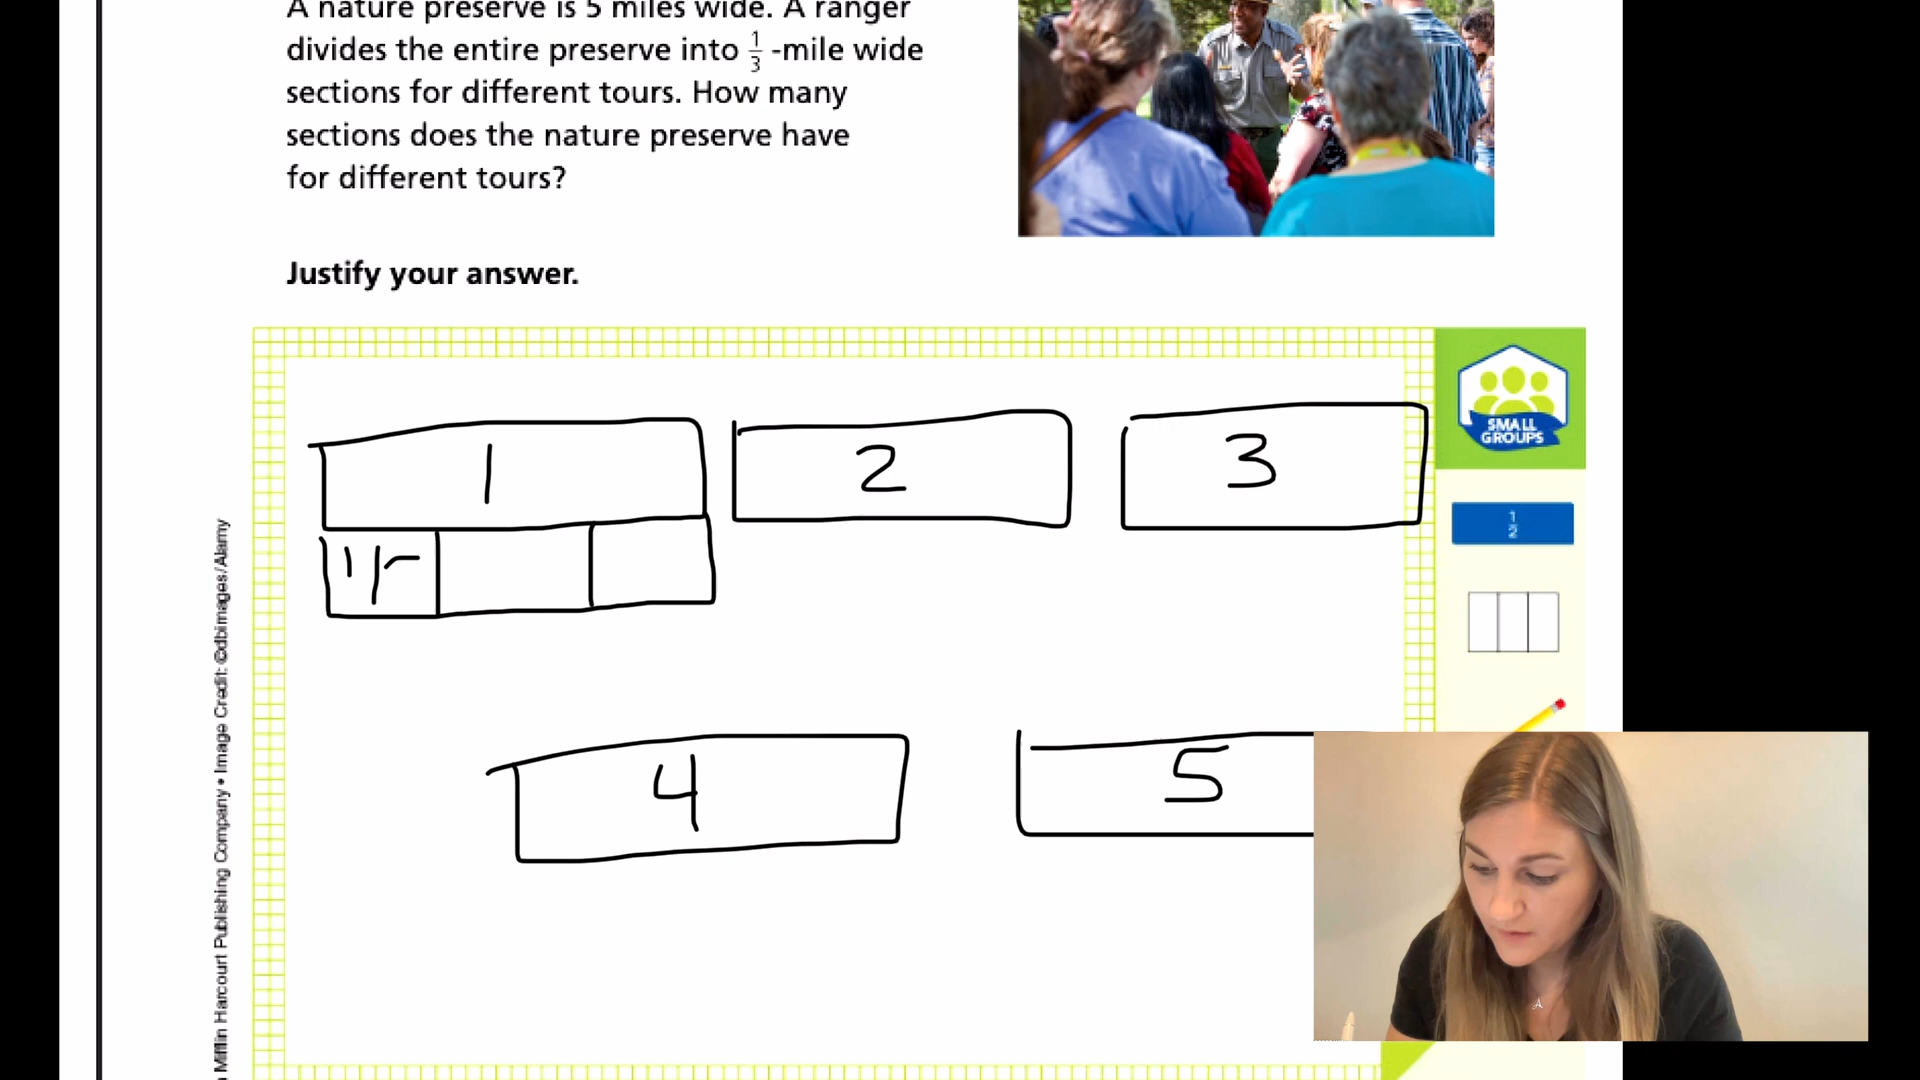 A nature preserve is 5 miles wide. A ranger
divides the entire preserve into 1/3 -mile wide
sections for different tours. How many
sections does the nature preserve have
for different tours?
Justify your answer.
SMALL
GROUPS
1
2
3
1/2
4
5
Mifflin Harcourt Publishing Company • Image Credit: ©dbimages/Alamy